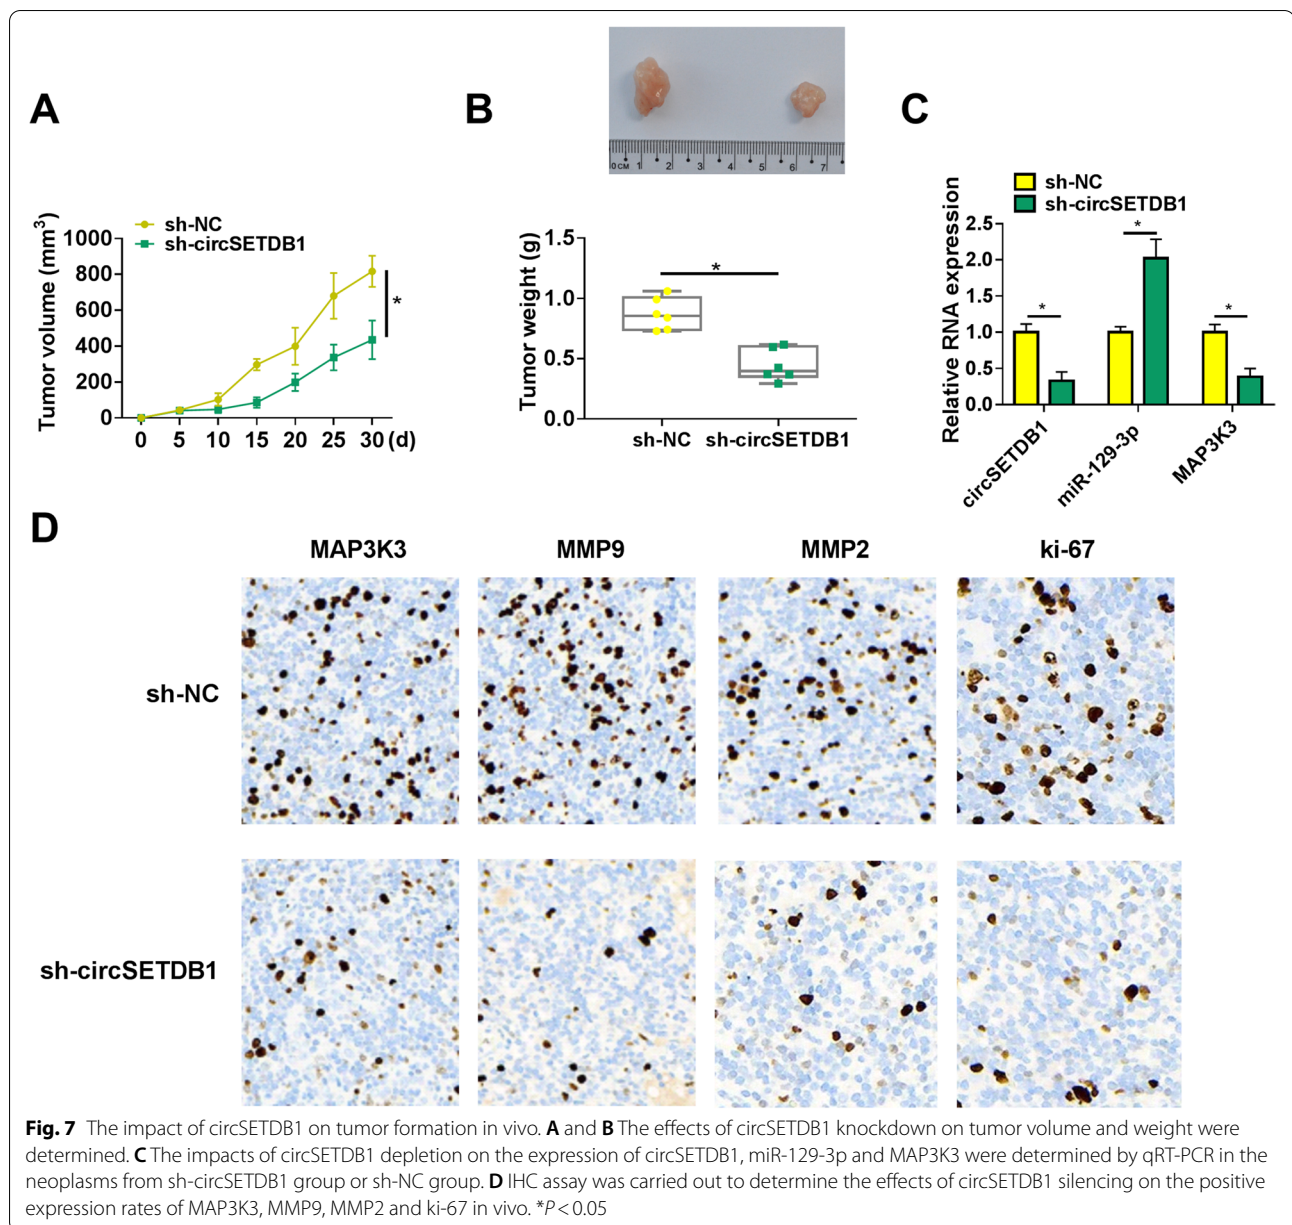 A
B
C
0 CM 1 2 3 4 5 6 7
sh-NC
sh-circSETDB1
Tumor volume (mm³)
1000
800
600
400
200
0
0 5 10 15 20 25 30 (d)
Tumor weight (g)
1.5
1.0
0.5
0.0
*
sh-NC sh-circSETDB1
sh-NC
sh-circSETDB1
Relative RNA expression
2.5
2.0
1.5
1.0
0.5
0.0
* * *
circSETDB1
miR-129-3p
MAP3K3
*
D
MAP3K3 MMP9 MMP2 ki-67
sh-NC
sh-circSETDB1
Fig. 7 The impact of circSETDB1 on tumor formation in vivo. A and B The effects of circSETDB1 knockdown on tumor volume and weight were
determined. C The impacts of circSETDB1 depletion on the expression of circSETDB1, miR-129-3p and MAP3K3 were determined by qRT-PCR in the
neoplasms from sh-circSETDB1 group or sh-NC group. D IHC assay was carried out to determine the effects of circSETDB1 silencing on the positive
expression rates of MAP3K3, MMP9, MMP2 and ki-67 in vivo. *P < 0.05